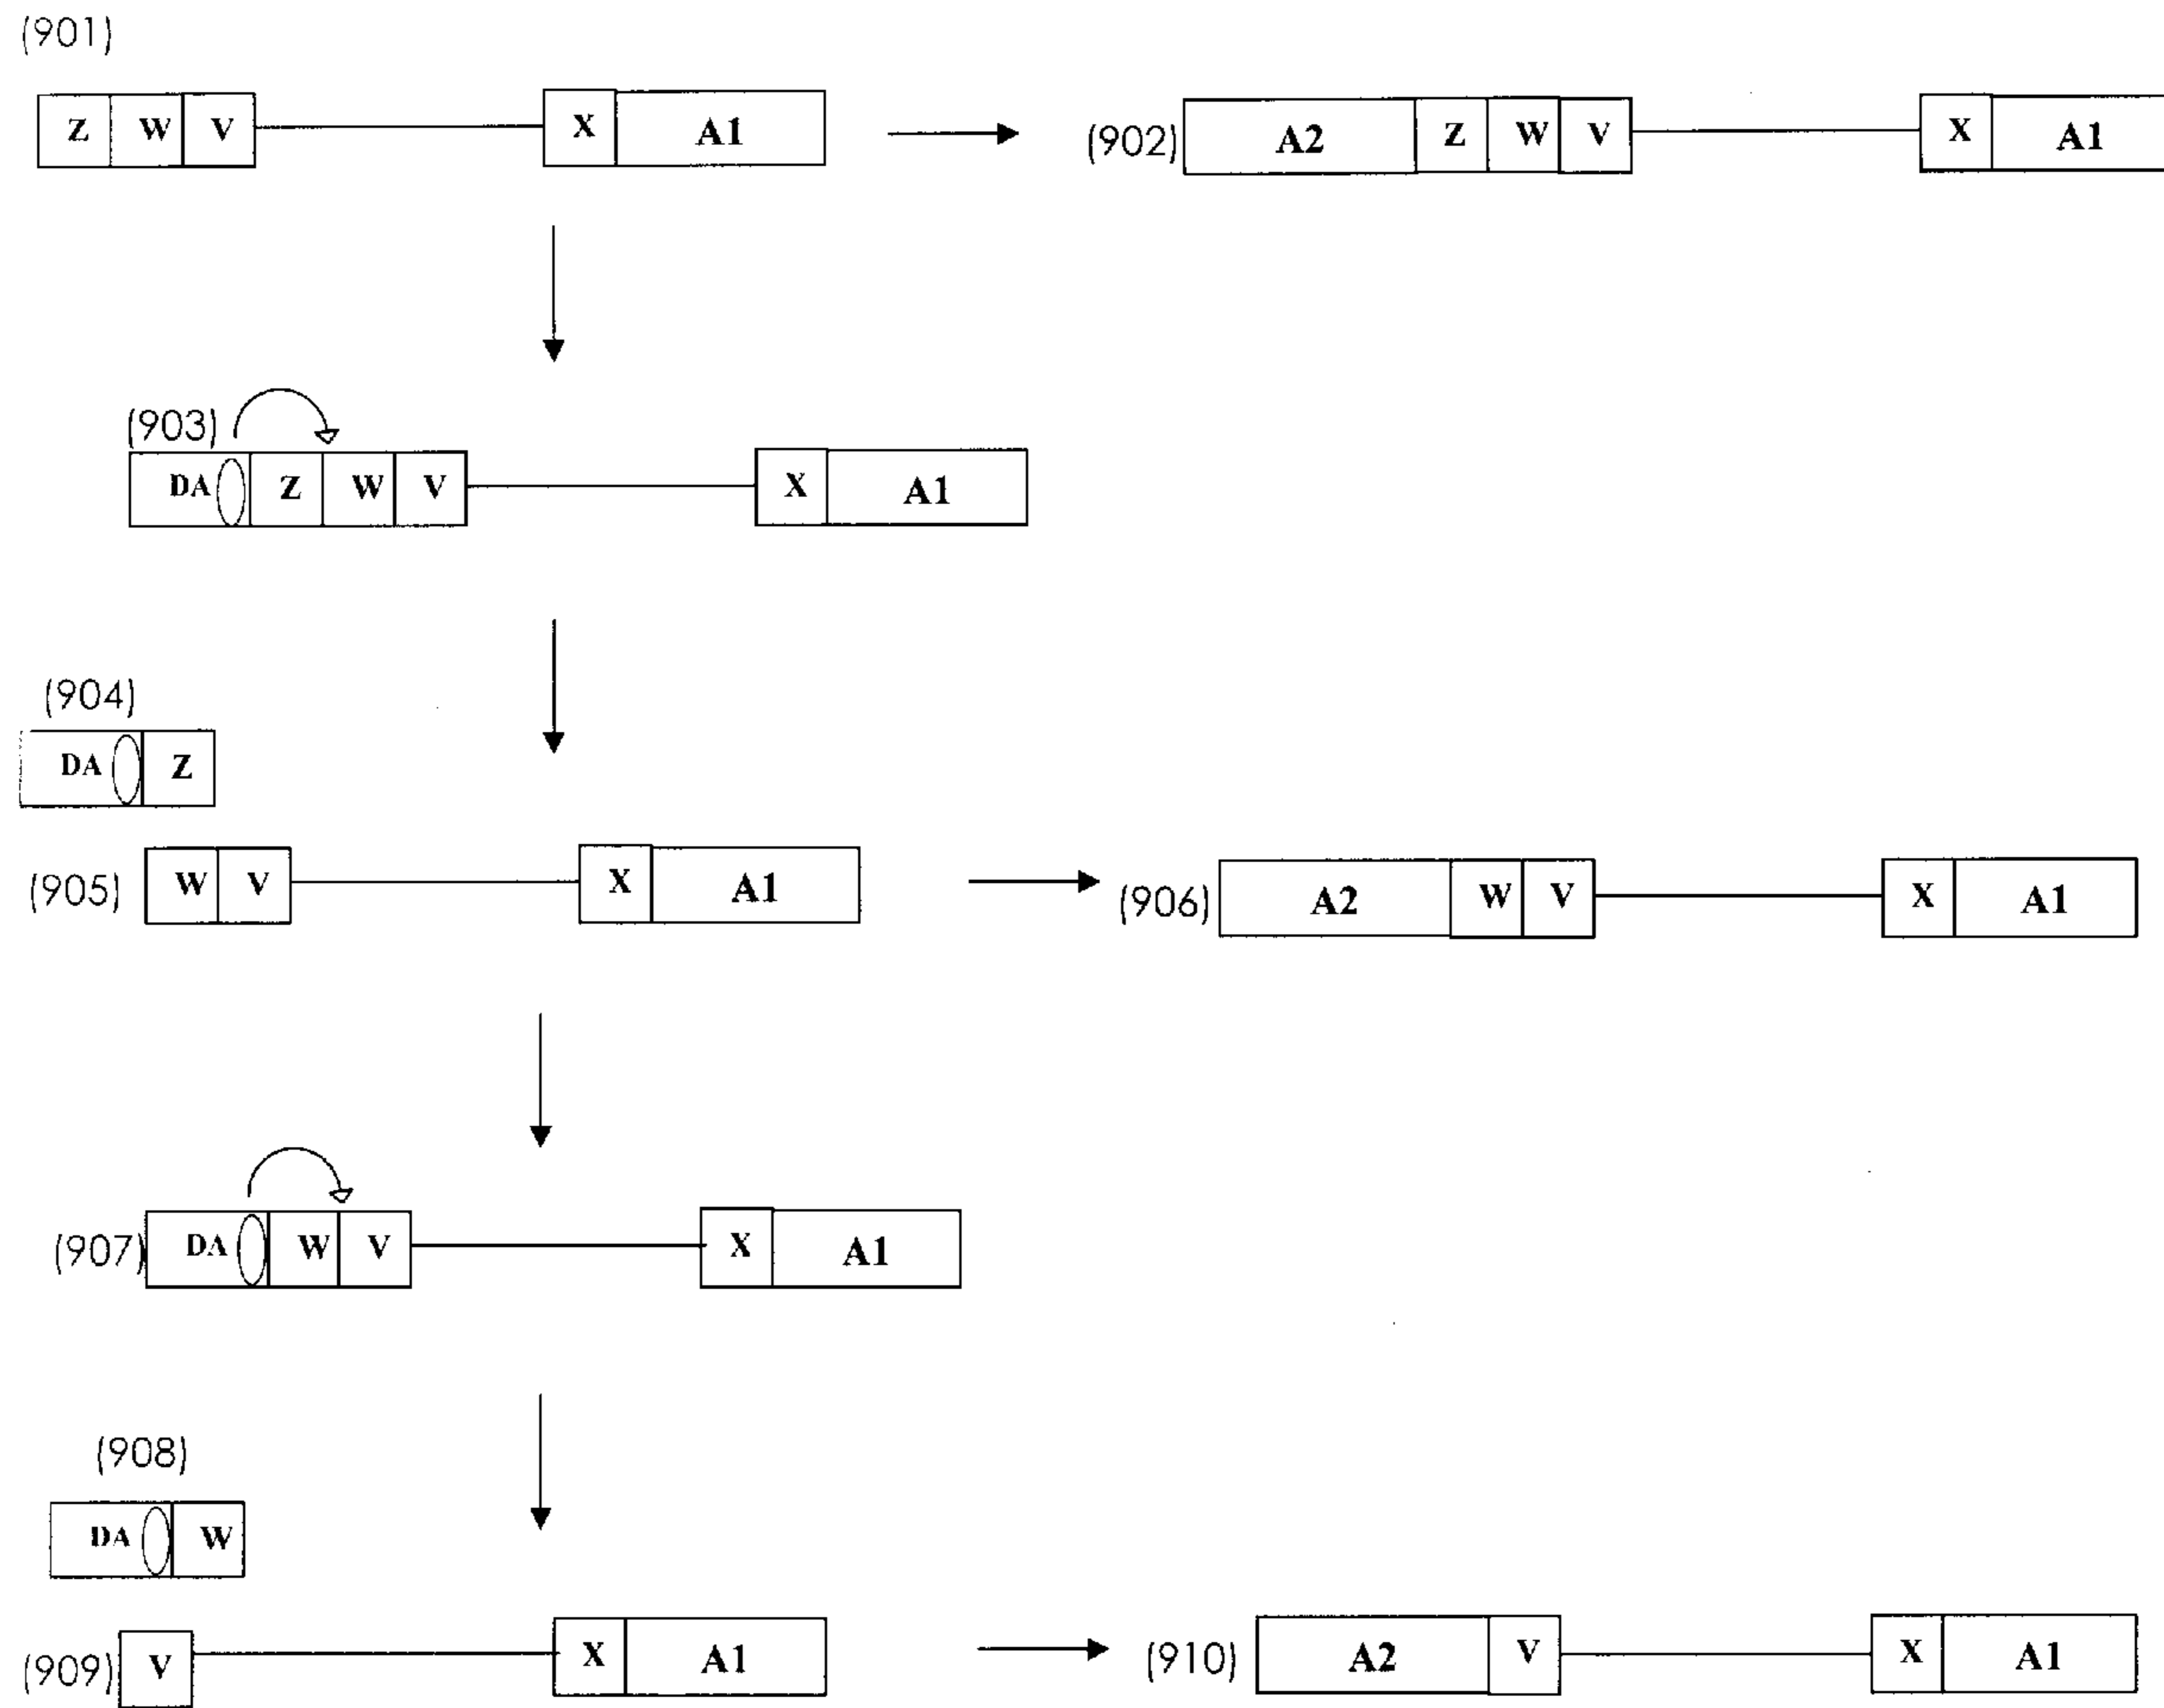 (901)
Z W V X A1
(902) A2 Z W V X A1
(903)
DA Z W V X A1
(904)
DA Z
(905) W V X A1
(906) A2 W V X A1
(907) DA W V X A1
(908)
DA W
(909) V X A1
(910) A2 V X A1